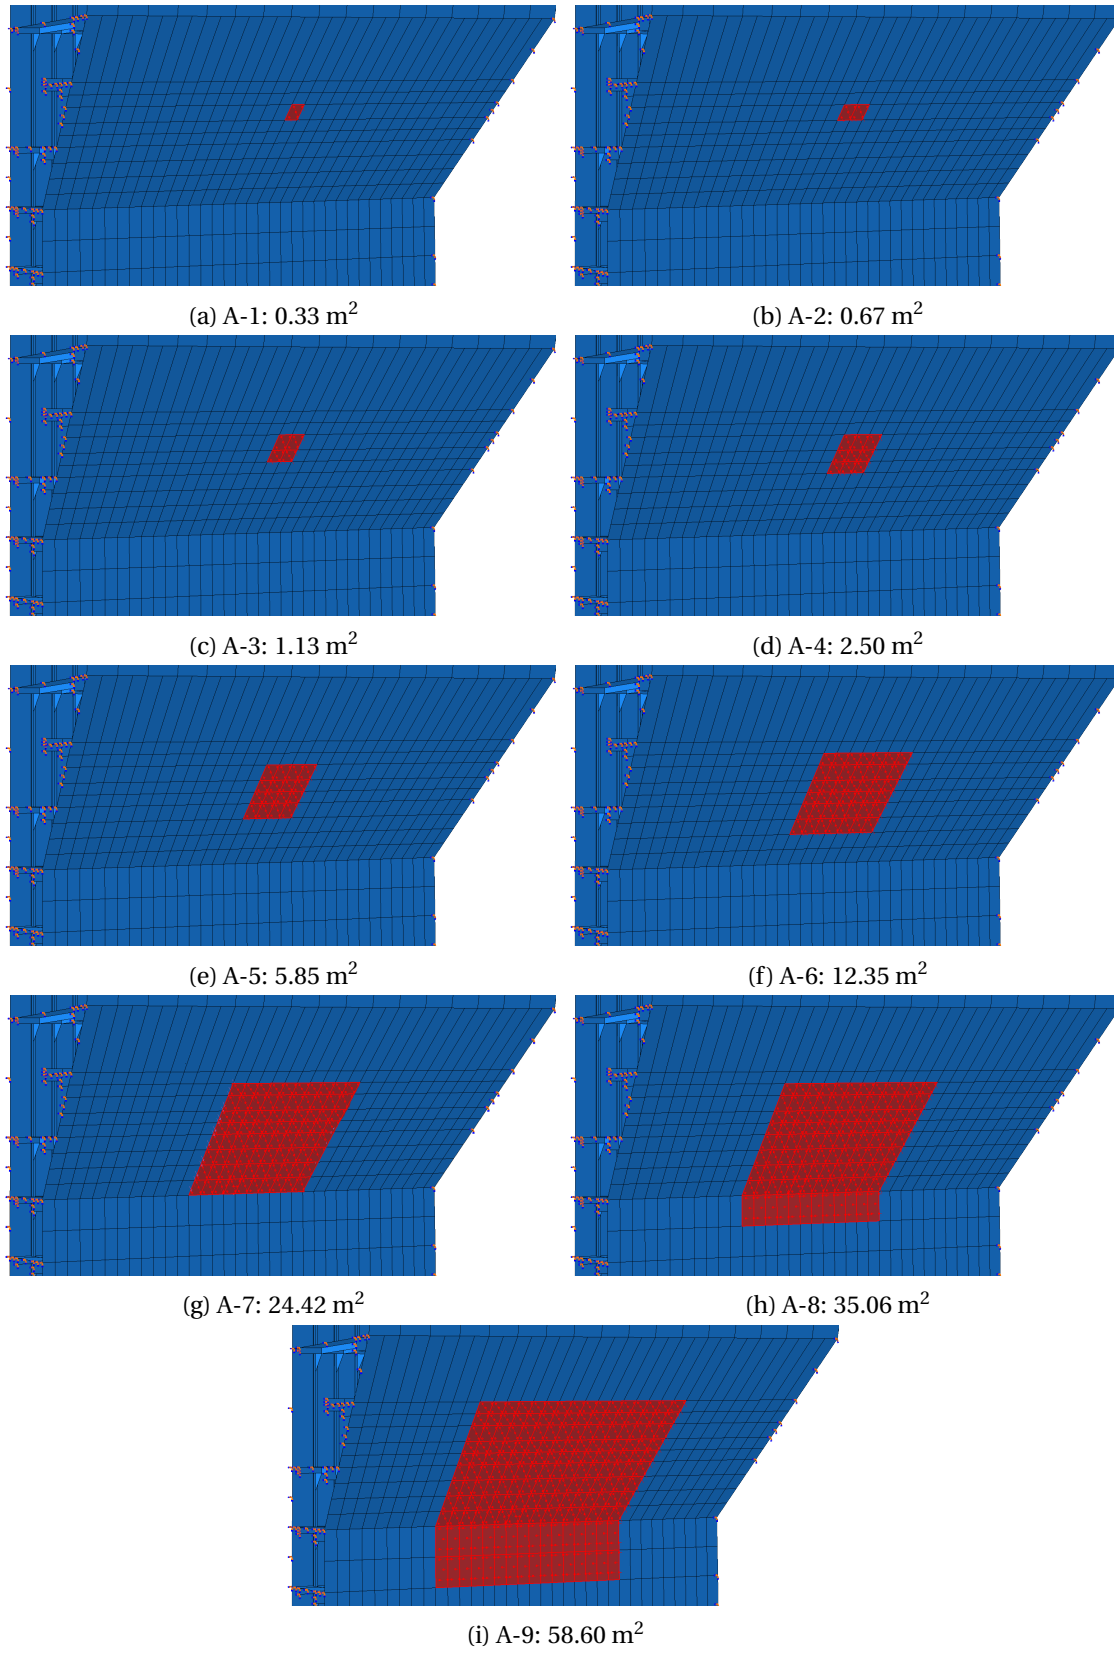 (a) A-1: 0.33 m²
(b) A-2: 0.67 m²
(c) A-3: 1.13 m²
(d) A-4: 2.50 m²
(e) A-5: 5.85 m²
(f) A-6: 12.35 m²
(g) A-7: 24.42 m²
(h) A-8: 35.06 m²
(i) A-9: 58.60 m²